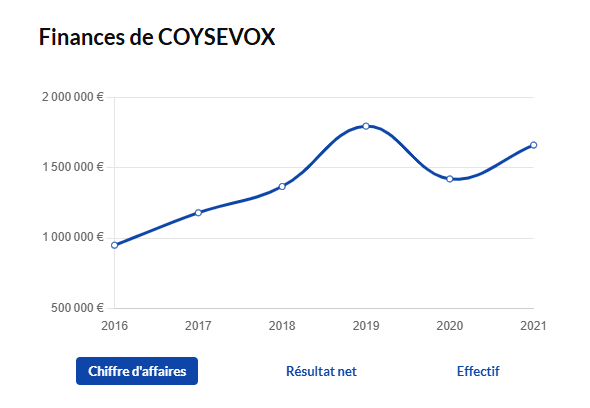 Finances de COYSEVOX
2 000 000 €
1 500 000 €
1 000 000 €
500 000 €
2016 2017 2018 2019 2020 2021
Chiffre d'affaires Résultat net Effectif